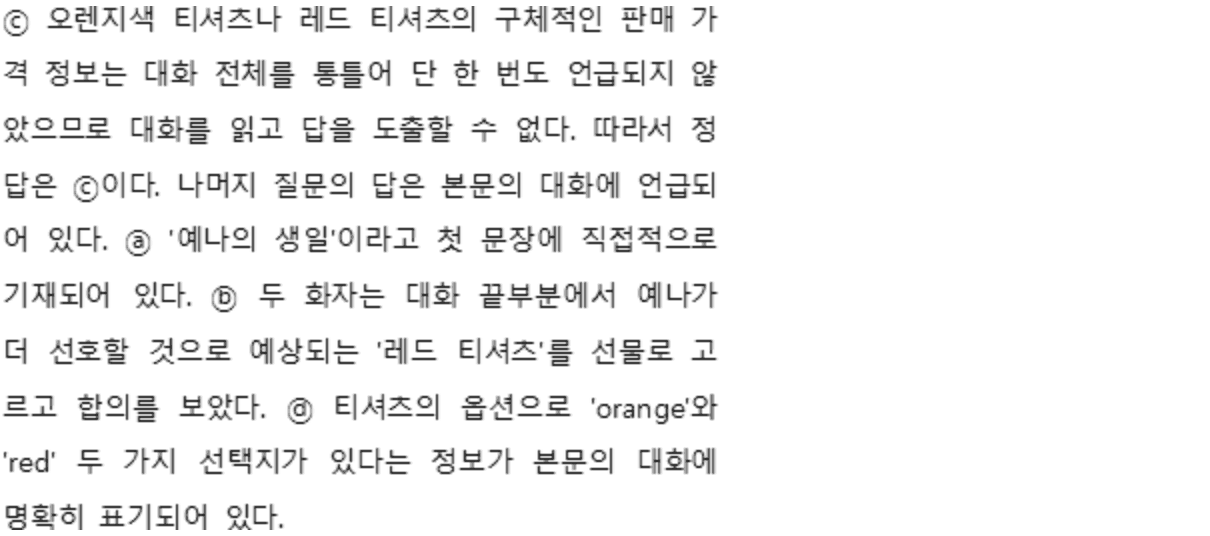 ⓒ 오렌지색 티셔츠나 레드 티셔츠의 구체적인 판매 가
격 정보는 대화 전체를 통틀어 단 한 번도 언급되지 않
았으므로 대화를 읽고 답을 도출할 수 없다. 따라서 정
답은 ⓒ이다. 나머지 질문의 답은 본문의 대화에 언급되
어 있다. ⓐ '예나의 생일'이라고 첫 문장에 직접적으로
기재되어 있다. ⓑ 두 화자는 대화 끝부분에서 예나가
더 선호할 것으로 예상되는 '레드 티셔츠'를 선물로 고
르고 합의를 보았다. ⓓ 티셔츠의 옵션으로 'orange'와
'red' 두 가지 선택지가 있다는 정보가 본문의 대화에
명확히 표기되어 있다.